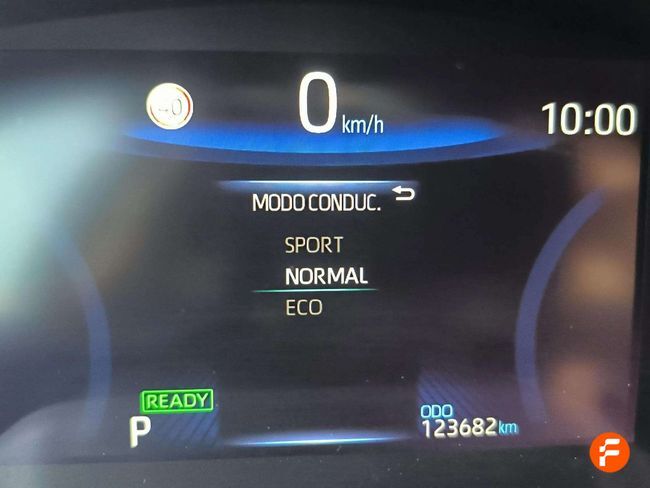 40
0 km/h
10:00
MODO CONDUC.
SPORT
NORMAL
ECO
READY
P
ODO
123682 km